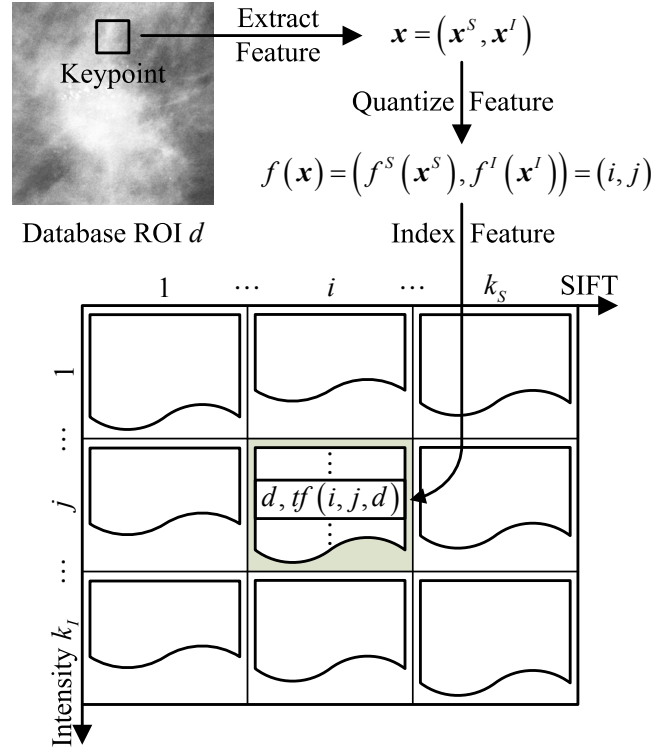 Extract
Feature
Keypoint
x = (x^S, x^I)
Quantize Feature
f(x) = (f^S(x^S), f^I(x^I)) = (i, j)
Database ROI d
Index Feature
1 ... i ... k_S SIFT
1
...
j
...
Intensity k_I
⋮
d, tf(i, j, d)
⋮